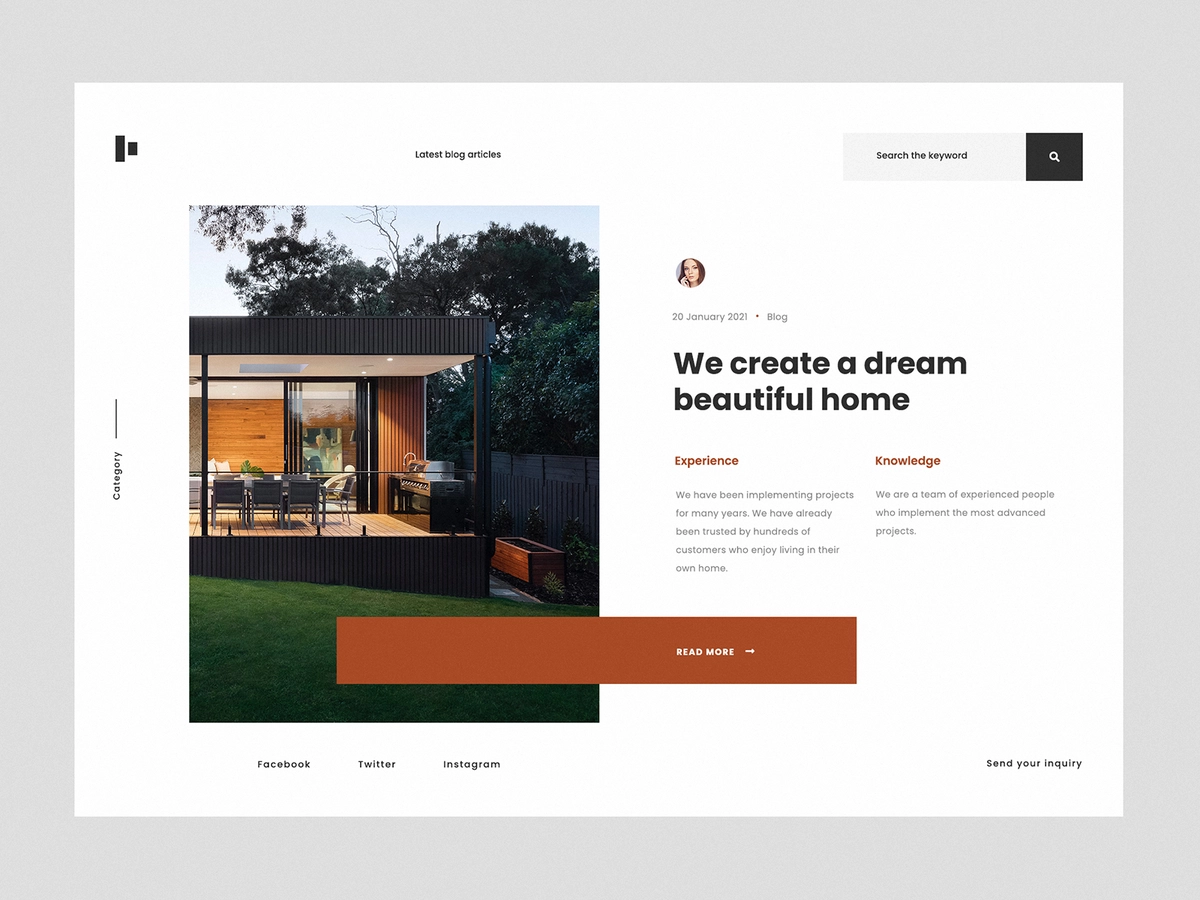 Latest blog articles
Search the keyword
Category
20 January 2021 • Blog
We create a dream
beautiful home
Experience
We have been implementing projects
for many years. We have already
been trusted by hundreds of
customers who enjoy living in their
own home.
Knowledge
We are a team of experienced people
who implement the most advanced
projects.
READ MORE →
Facebook
Twitter
Instagram
Send your inquiry